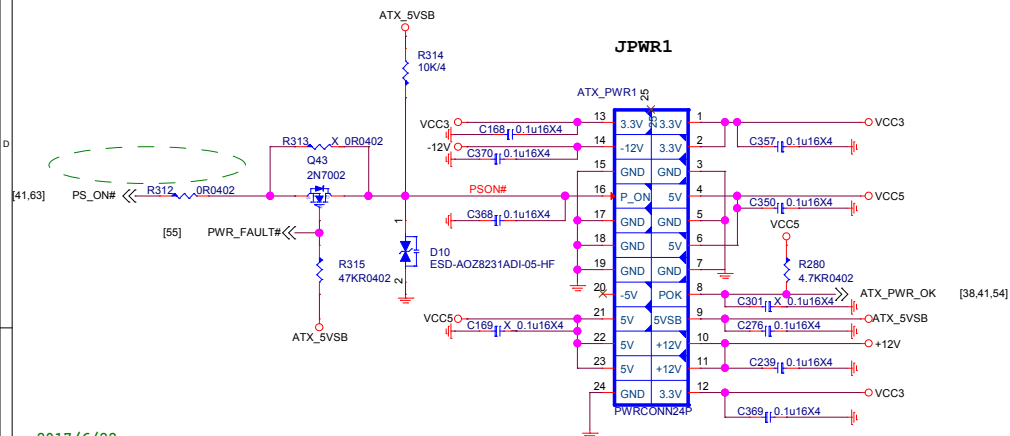 JPWR1
ATX_5VSB
R314
10K/4
ATX_PWR1
25
25
R313 X_0R0402
Q43
2N7002
D
[41,63] PS_ON# R312 0R0402
[55] PWR_FAULT#
R315
47KR0402
ATX_5VSB
PSON#
1
D10
ESD-AOZ8231ADI-05-HF
2
VCC3 13 3.3V 3.3V 1 VCC3
C168 0.1u16X4
-12V 14 -12V 3.3V 2
C357 0.1u16X4
C370 0.1u16X4
15 GND GND 3
16 P_ON 5V 4 VCC5
C368 0.1u16X4
C350 0.1u16X4
17 GND GND 5
VCC5
18 GND 5V 6
19 GND GND 7
R280
4.7KR0402
20 -5V POK 8 ATX_PWR_OK [38,41,54]
C301 X_0.1u16X4
VCC5 21 5V 5VSB 9 ATX_5VSB
C169 X_0.1u16X4
C276 0.1u16X4
22 5V +12V 10 +12V
23 5V +12V 11
C239 0.1u16X4
24 GND 3.3V 12 VCC3
PWRCONN24P
C369 0.1u16X4